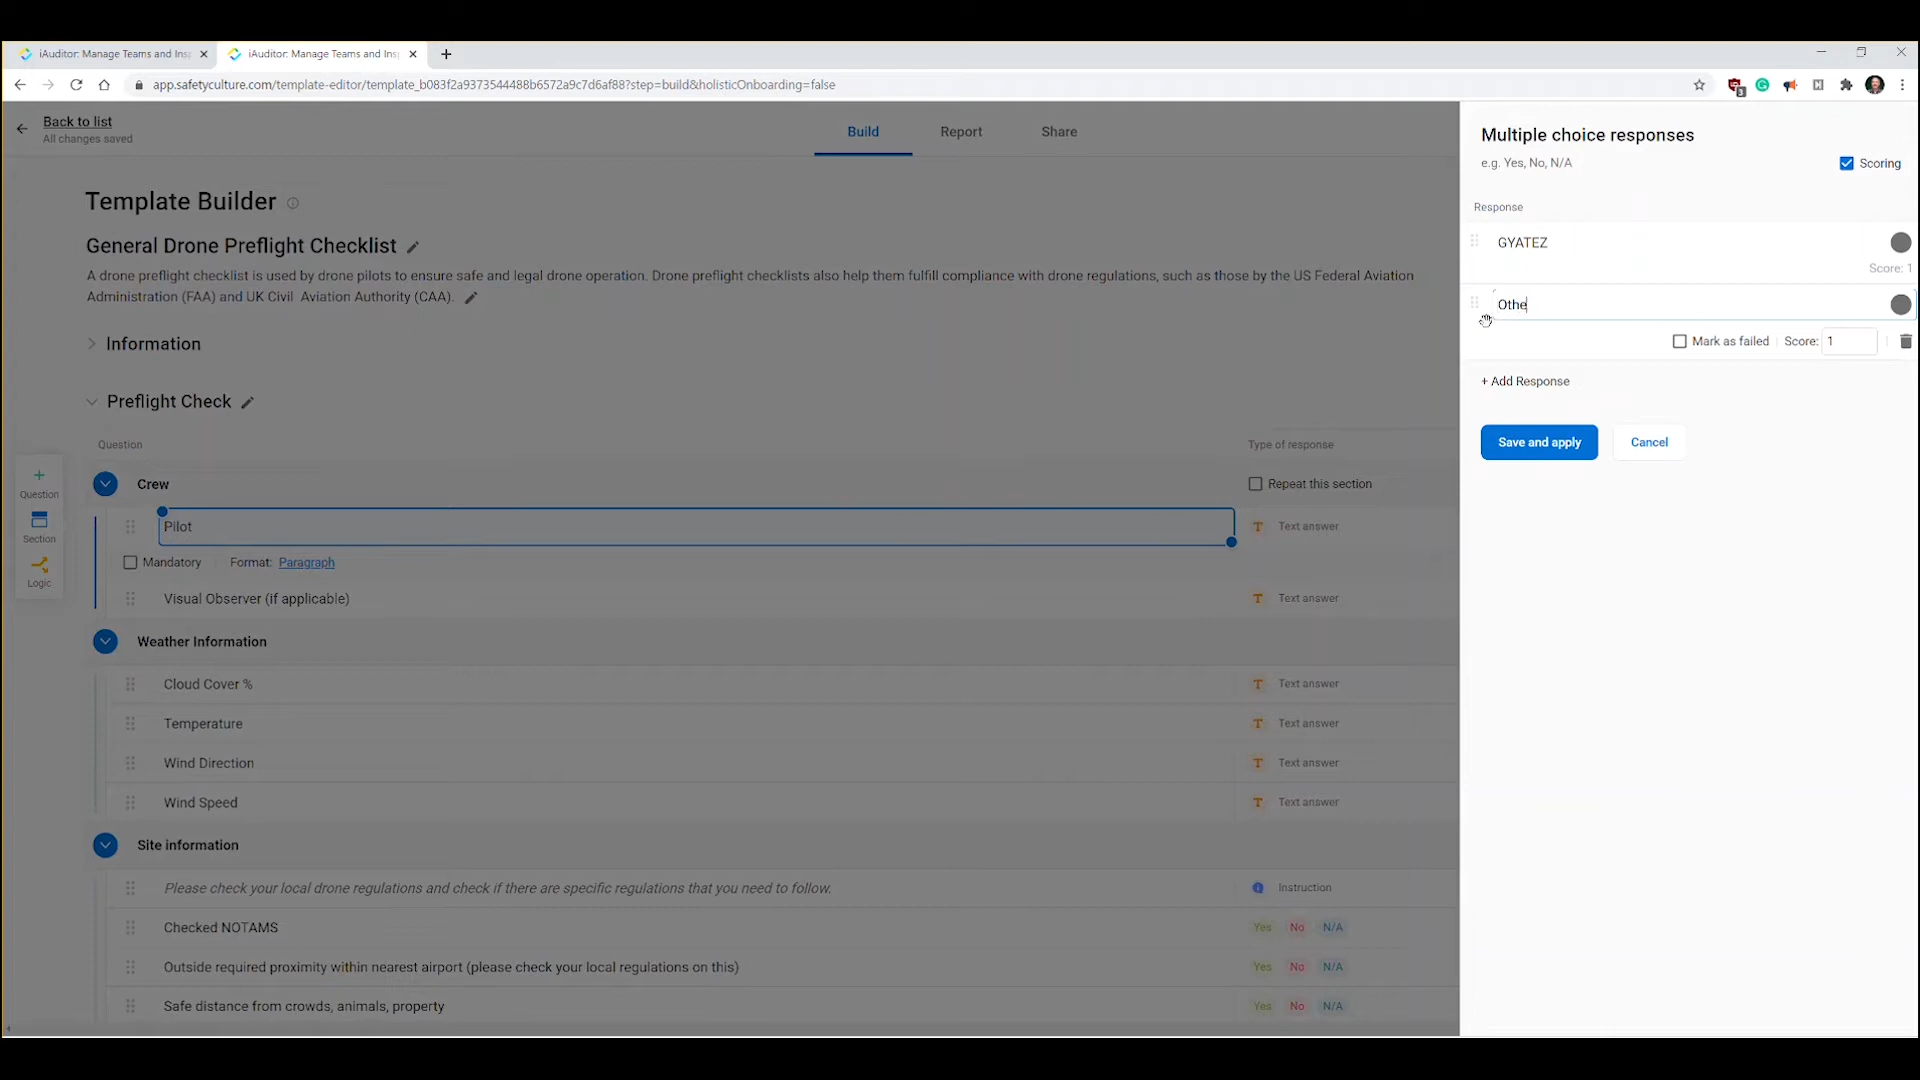 iAuditor: Manage Teams and Ins
iAuditor: Manage Teams and Ins
app.safetyculture.com/template-editor/template_b083f2a9373544488b6572a9c7d6af88?step=build&holisticOnboarding=false
3
Back to list
All changes saved
Build
Report
Share
Template Builder
General Drone Preflight Checklist
A drone preflight checklist is used by drone pilots to ensure safe and legal drone operation. Drone preflight checklists also help them fulfill compliance with drone regulations, such as those by the US Federal Aviation
Administration (FAA) and UK Civil Aviation Authority (CAA).
Information
Preflight Check
Question
Type of response
Question
Section
Logic
Crew
Repeat this section
Pilot
T Text answer
Mandatory
Format: Paragraph
Visual Observer (if applicable)
T Text answer
Weather Information
Cloud Cover %
T Text answer
Temperature
T Text answer
Wind Direction
T Text answer
Wind Speed
T Text answer
Site information
Please check your local drone regulations and check if there are specific regulations that you need to follow.
Instruction
Checked NOTAMS
Yes No N/A
Outside required proximity within nearest airport (please check your local regulations on this)
Yes No N/A
Safe distance from crowds, animals, property
Yes No N/A
Multiple choice responses
e.g. Yes, No, N/A
Scoring
Response
GYATEZ
Score: 1
Othe
Mark as failed
Score: 1
+ Add Response
Save and apply
Cancel